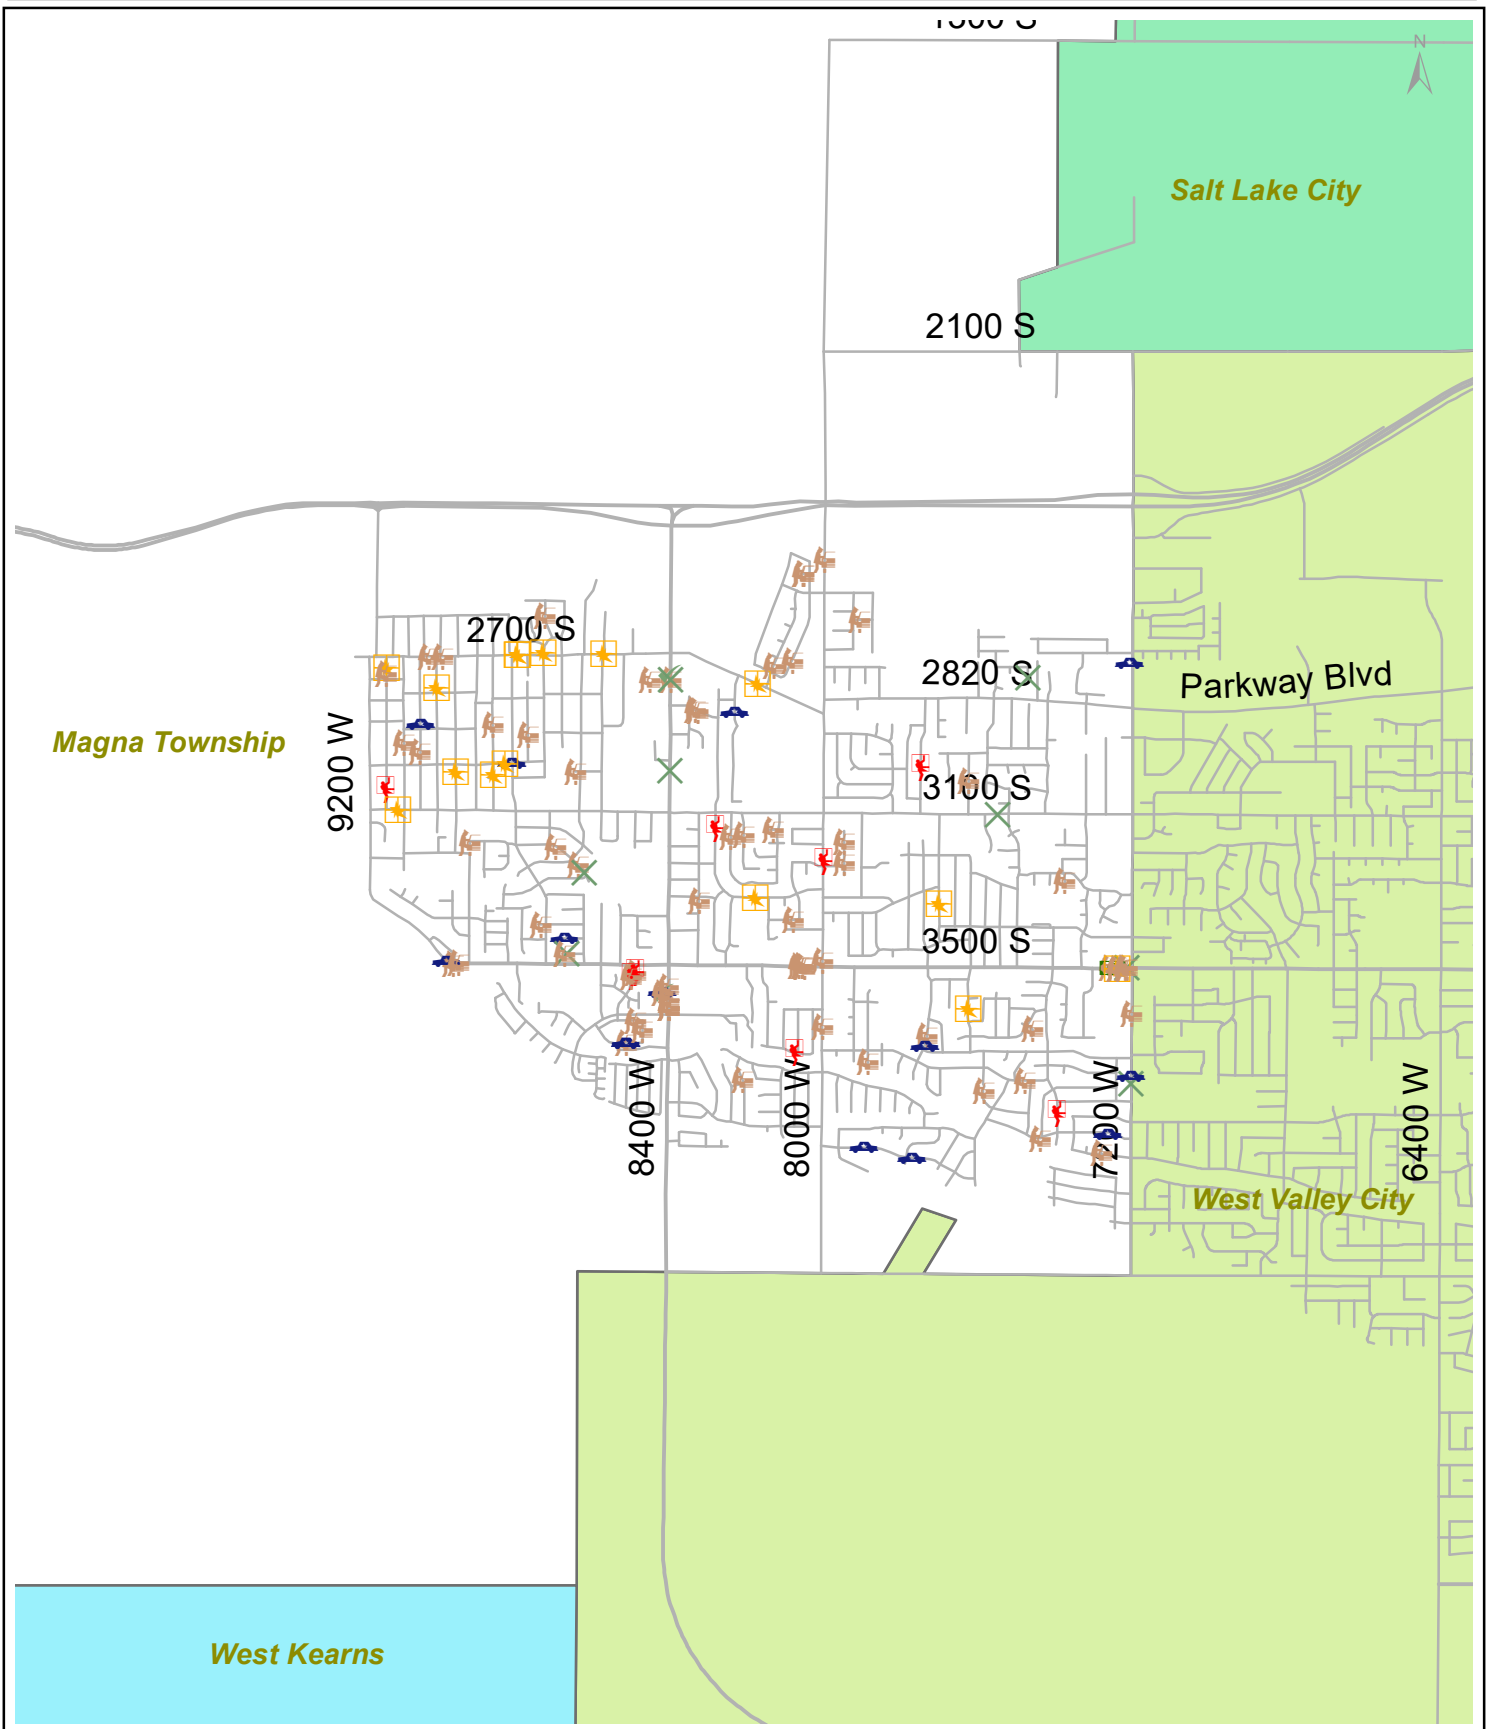 N
Salt Lake City
2100 S
2700 S
2820 S
Parkway Blvd
Magna Township
9200 W
3100 S
3500 S
8400 W
8000 W
7200 W
6400 W
West Valley City
West Kearns